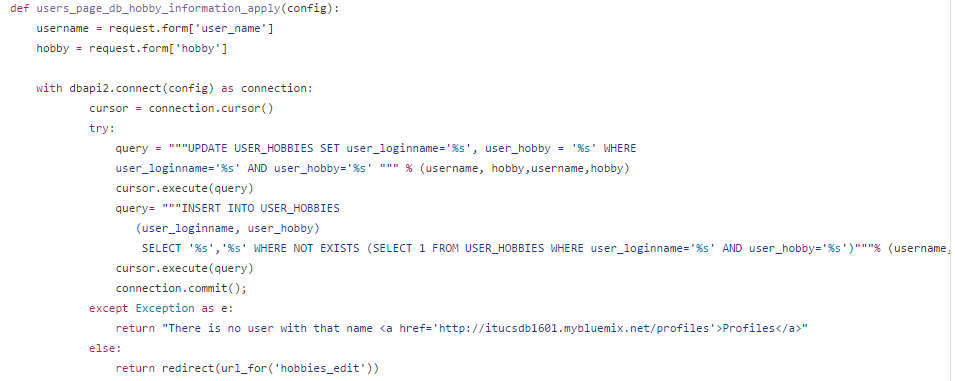 def users_page_db_hobby_information_apply(config):
    username = request.form['user_name']
    hobby = request.form['hobby']
    with dbapi2.connect(config) as connection:
            cursor = connection.cursor()
            try:
                query = """UPDATE USER_HOBBIES SET user_loginname='%s', user_hobby = '%s' WHERE
                user_loginname='%s' AND user_hobby='%s' """ % (username, hobby,username,hobby)
                cursor.execute(query)
                query= """INSERT INTO USER_HOBBIES
                   (user_loginname, user_hobby)
                    SELECT '%s','%s' WHERE NOT EXISTS (SELECT 1 FROM USER_HOBBIES WHERE user_loginname='%s' AND user_hobby='%s')"""% (username,
                cursor.execute(query)
                connection.commit();
            except Exception as e:
                return "There is no user with that name <a href='http://itucsdb1601.mybluemix.net/profiles'>Profiles</a>"
            else:
                return redirect(url_for('hobbies_edit'))